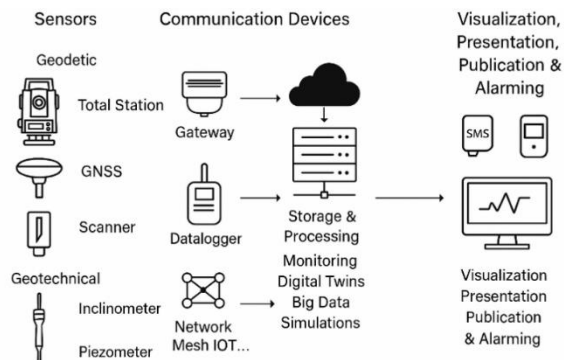 Sensors
Communication Devices
Visualization,
Presentation,
Publication &
Alarming
Geodetic
Total Station
GNSS
Scanner
Geotechnical
Inclinometer
Piezometer
Gateway
Datalogger
Network
Mesh IOT...
Storage &
Processing
Monitoring
Digital Twins
Big Data
Simulations
SMS
Visualization
Presentation
Publication
& Alarming